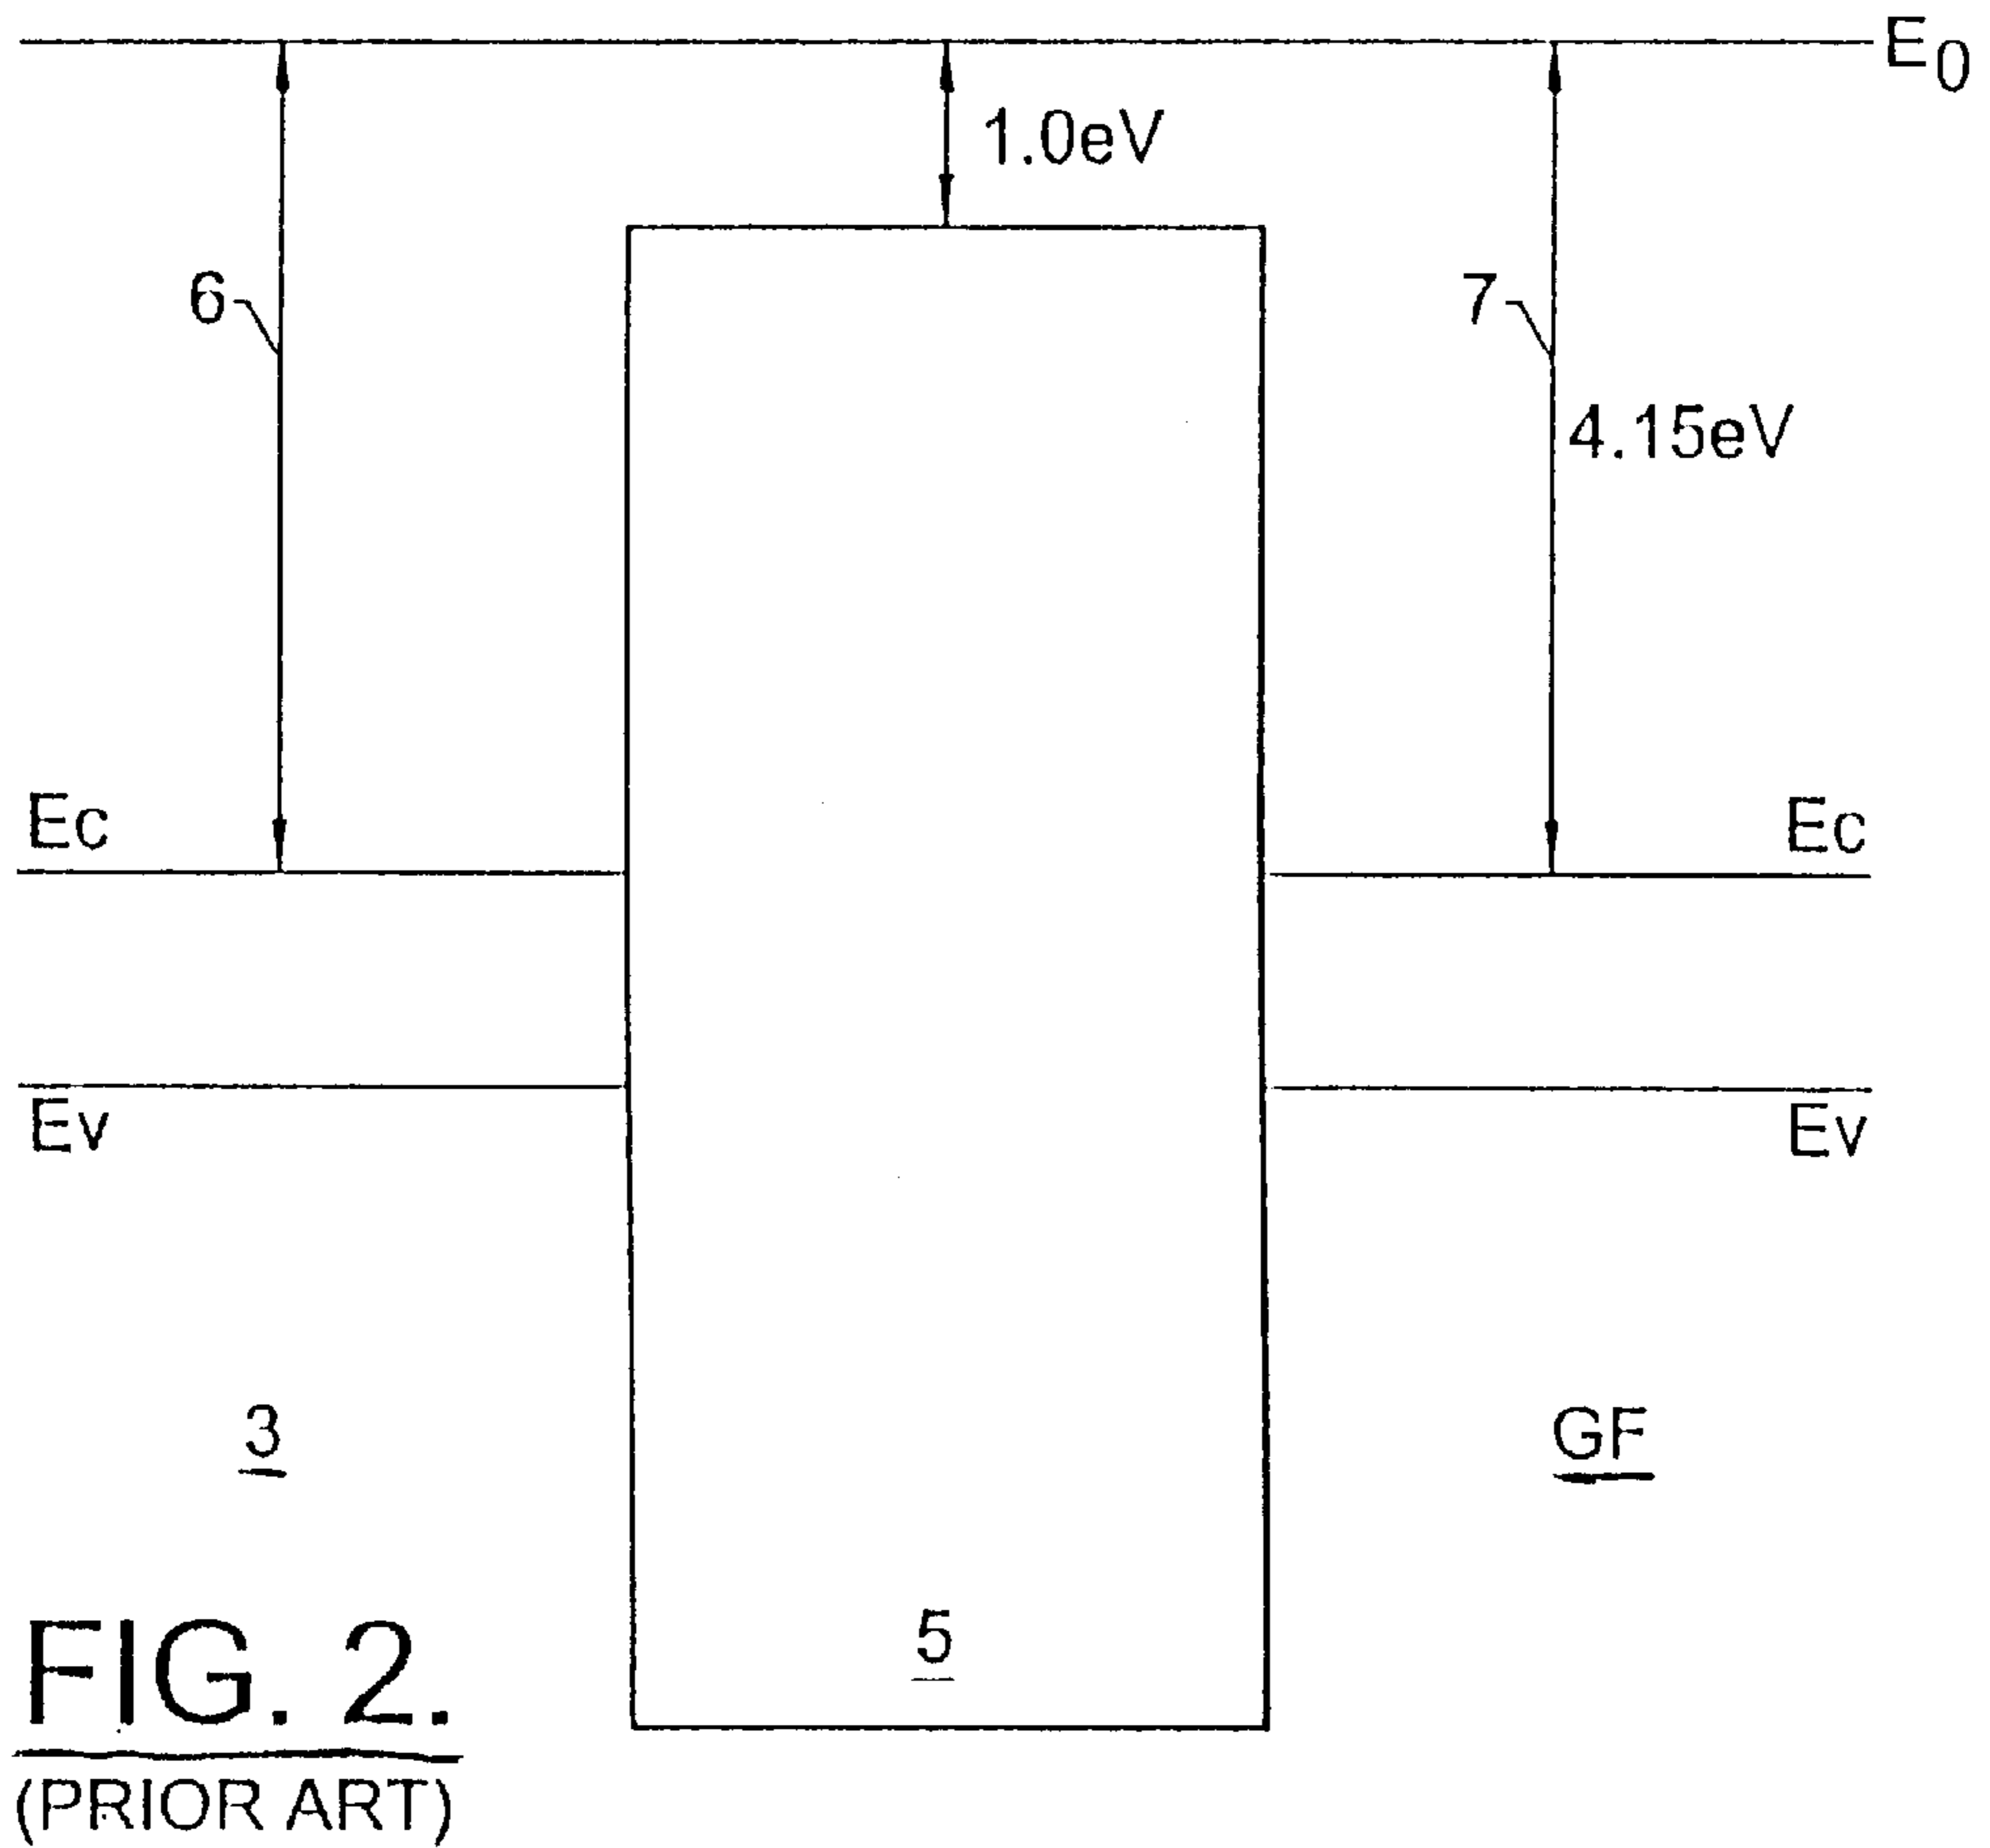 E0
1.0eV
6
7
4.15eV
Ec
Ec
Ev
Ev
3
GF
5
FIG. 2.
(PRIOR ART)